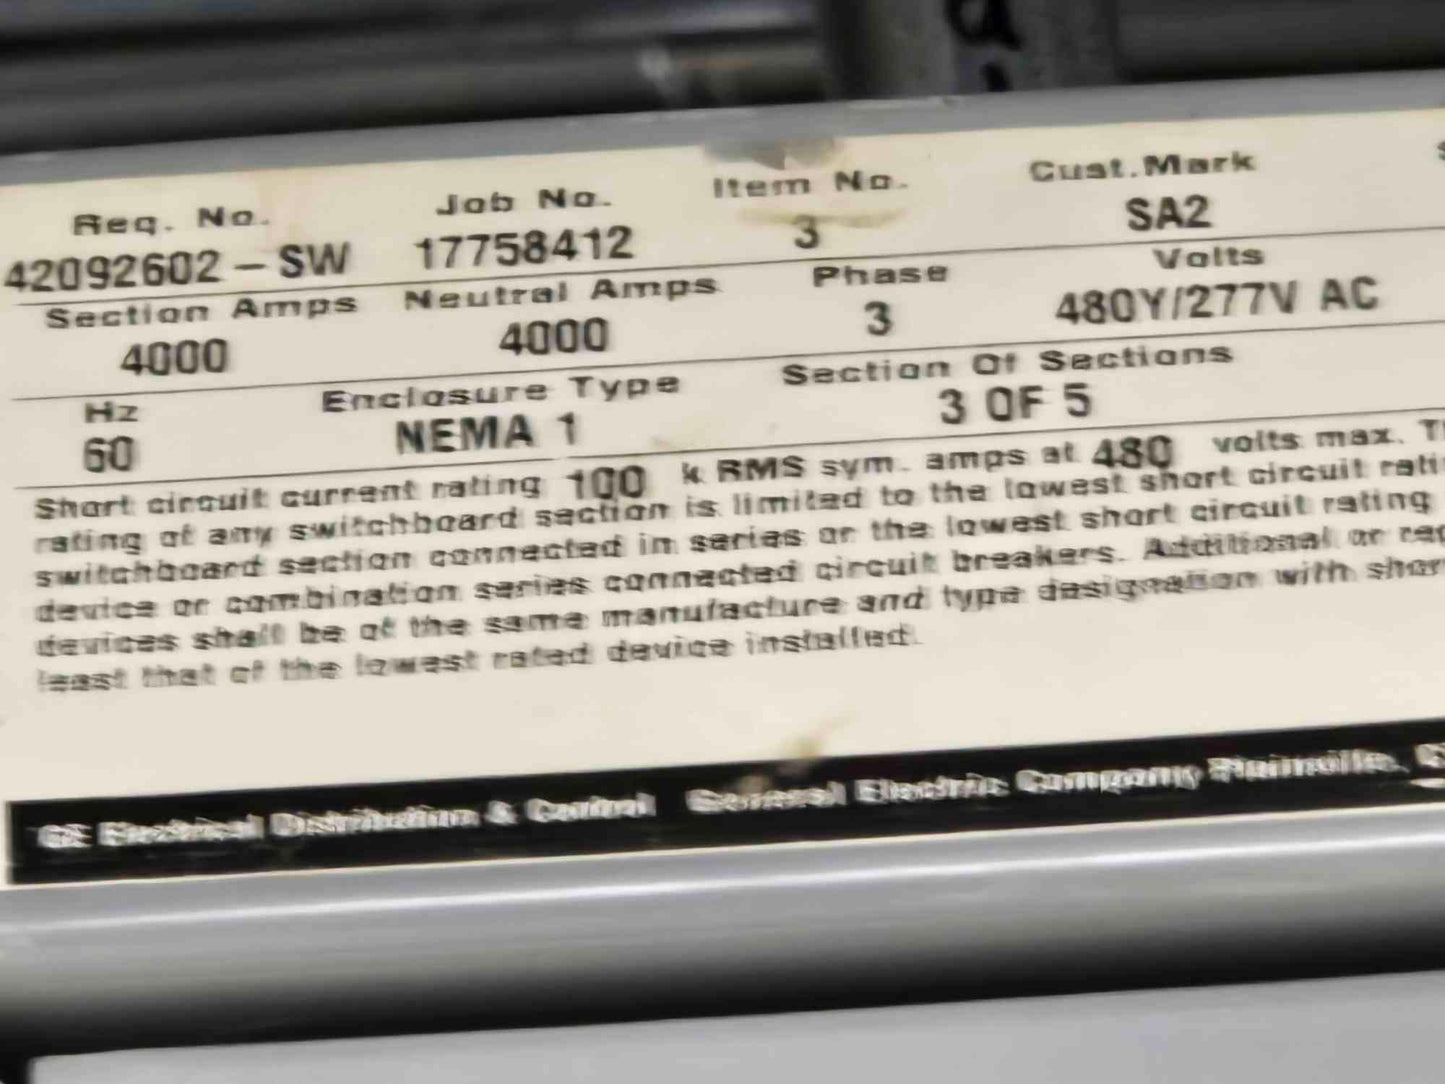 Req. No. Job No. Item No. Cust.Mark
42092602-SW 17758412 3 SA2
Section Amps Neutral Amps Phase Volts
4000 4000 3 480Y/277V AC
Hz Enclosure Type Section Of Sections
60 NEMA 1 3 OF 5
Short circuit current rating 100 k RMS sym. amps at 480 volts max.
rating of any switchboard section is limited to the lowest short circuit
switchboard section connected in series or the lowest short circuit rating
device or combination series connected circuit breakers. Additional or
devices shall be of the same manufacture and type designation with
least that of the lowest rated device installed.
GE Electrical Distribution & Control General Electric Company Plainville,